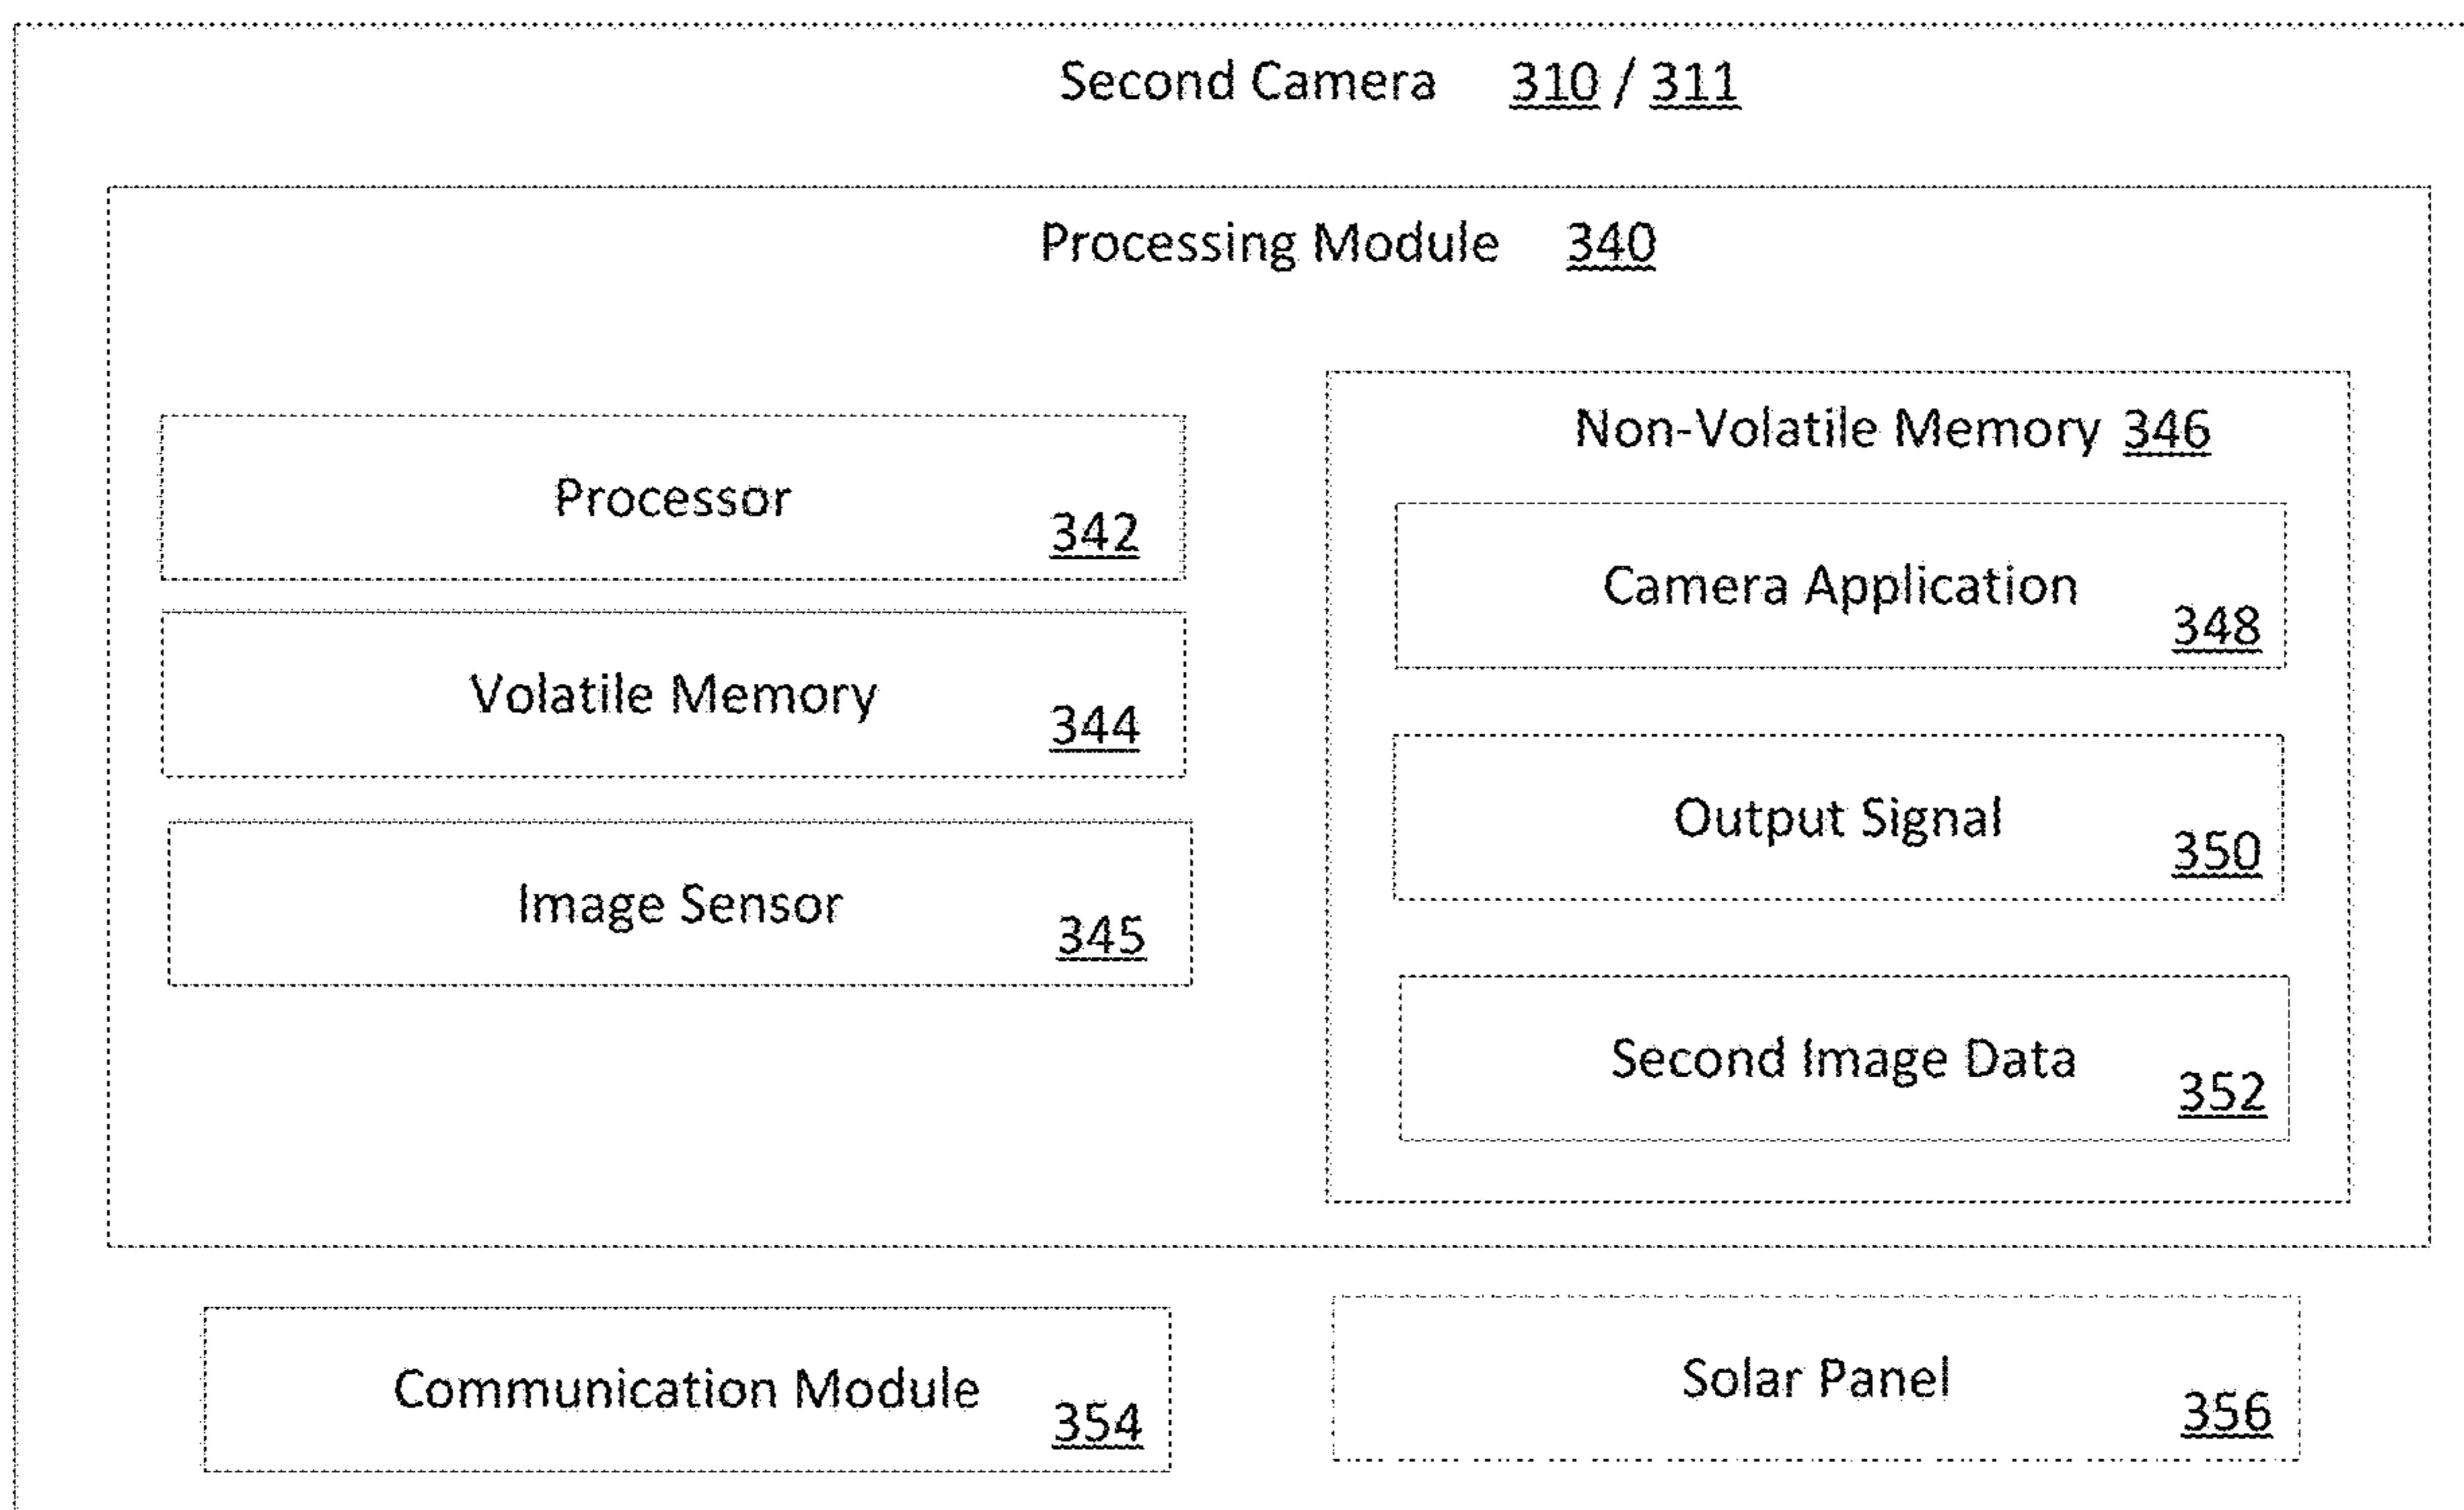 Second Camera 310 / 311
Processing Module 340
Processor
342
Volatile Memory
344
Image Sensor
345
Non-Volatile Memory 346
Camera Application
348
Output Signal
350
Second Image Data
352
Communication Module
354
Solar Panel
356